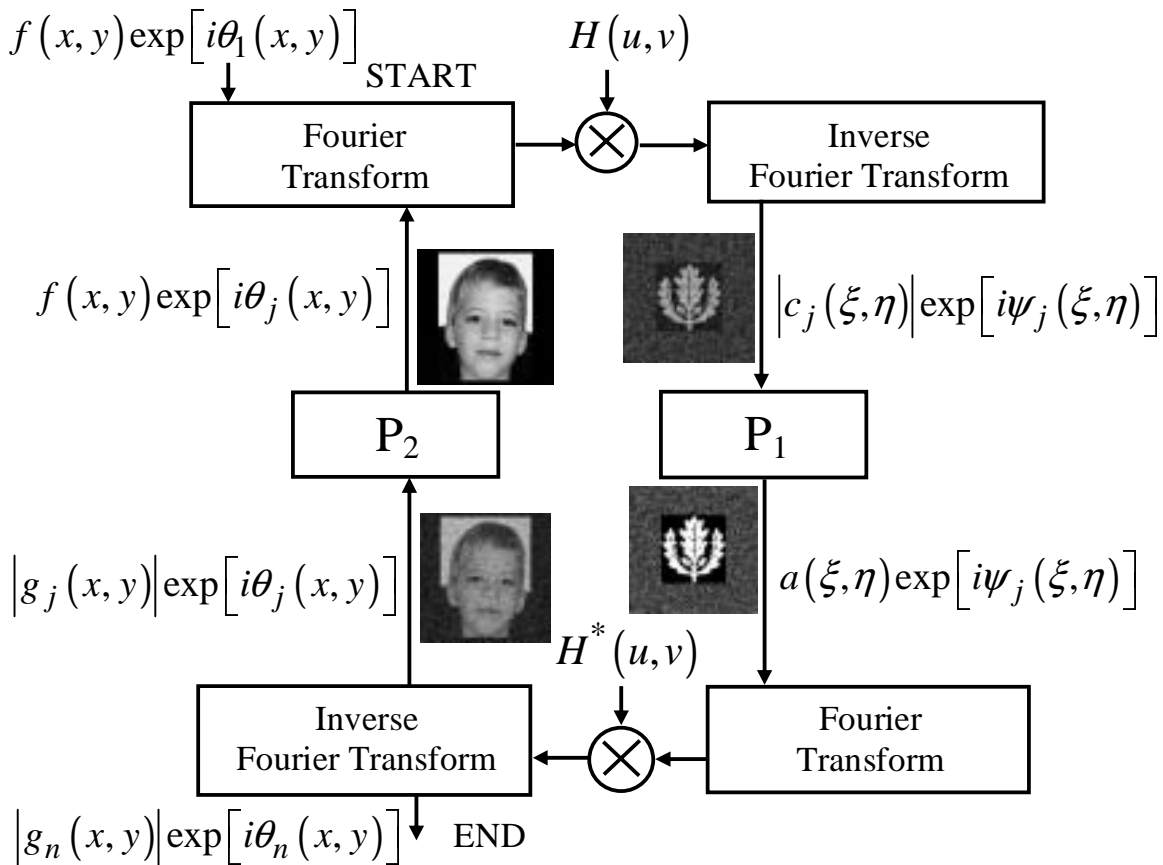 f(x, y)exp[iθ₁(x, y)]
START
H(u,v)
Fourier
Transform
Inverse
Fourier Transform
f(x, y)exp[iθⱼ(x, y)]
|cⱼ(ξ,η)|exp[iψⱼ(ξ,η)]
P₂
P₁
|gⱼ(x, y)|exp[iθⱼ(x, y)]
a(ξ,η)exp[iψⱼ(ξ,η)]
H*(u,v)
Inverse
Fourier Transform
Fourier
Transform
|gₙ(x, y)|exp[iθₙ(x, y)]
END